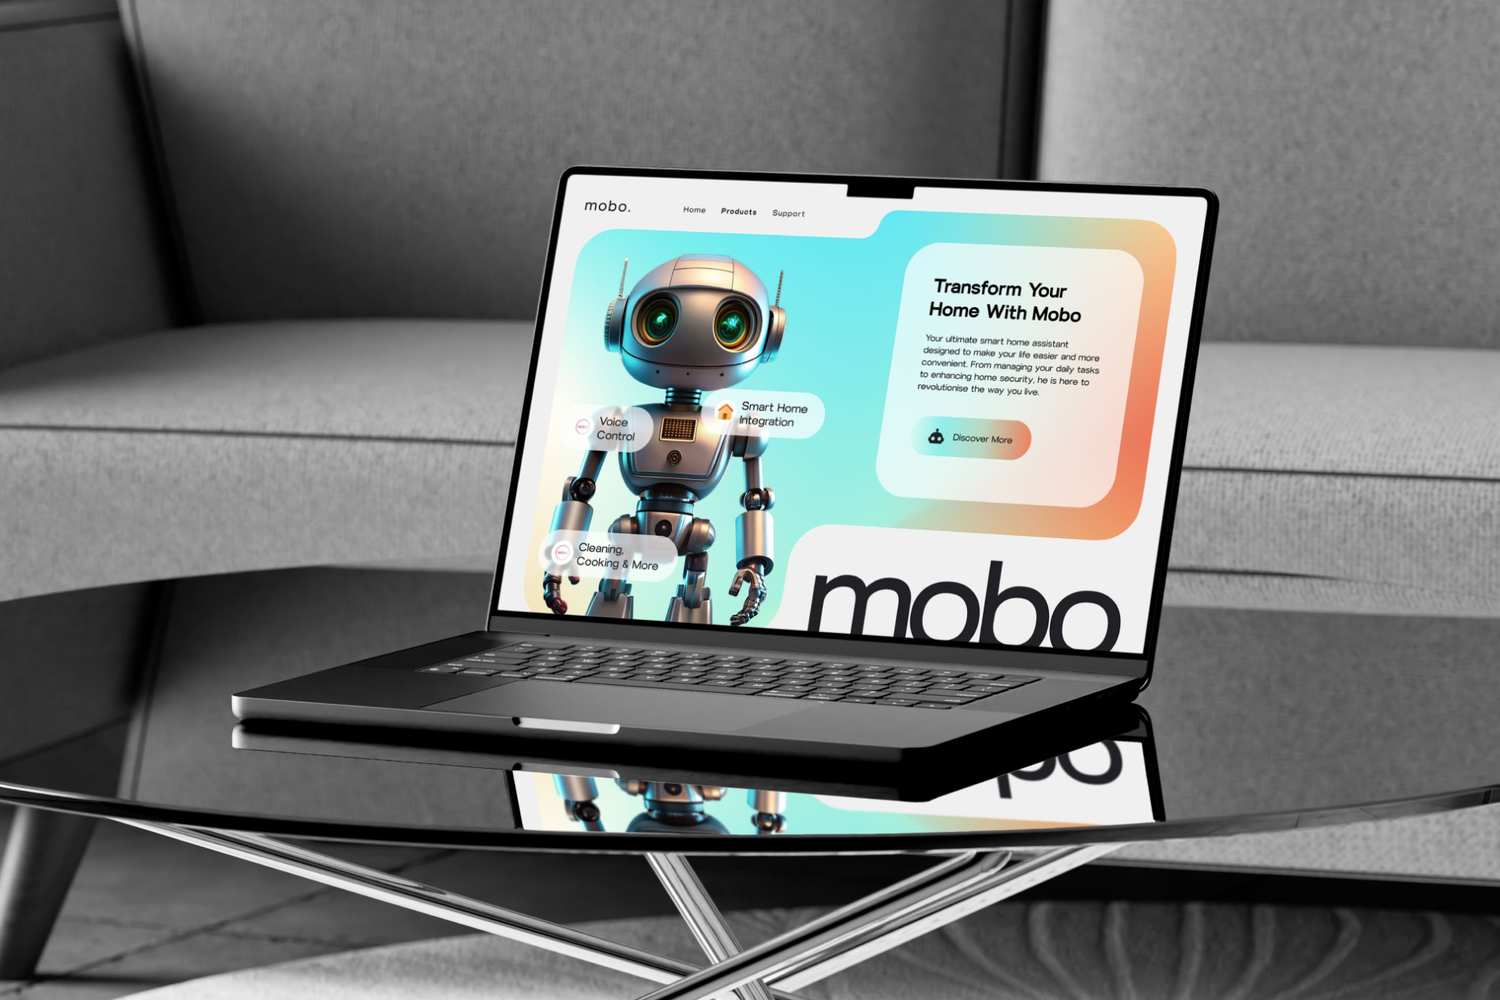 mobo.
Home Products Support
Transform Your
Home With Mobo
Your ultimate smart home assistant
designed to make your life easier and more
convenient. From managing your daily tasks
to enhancing home security, he is here to
revolutionise the way you live.
Discover More
Smart Home
Integration
Voice
Control
Cleaning,
Cooking & More
mobo